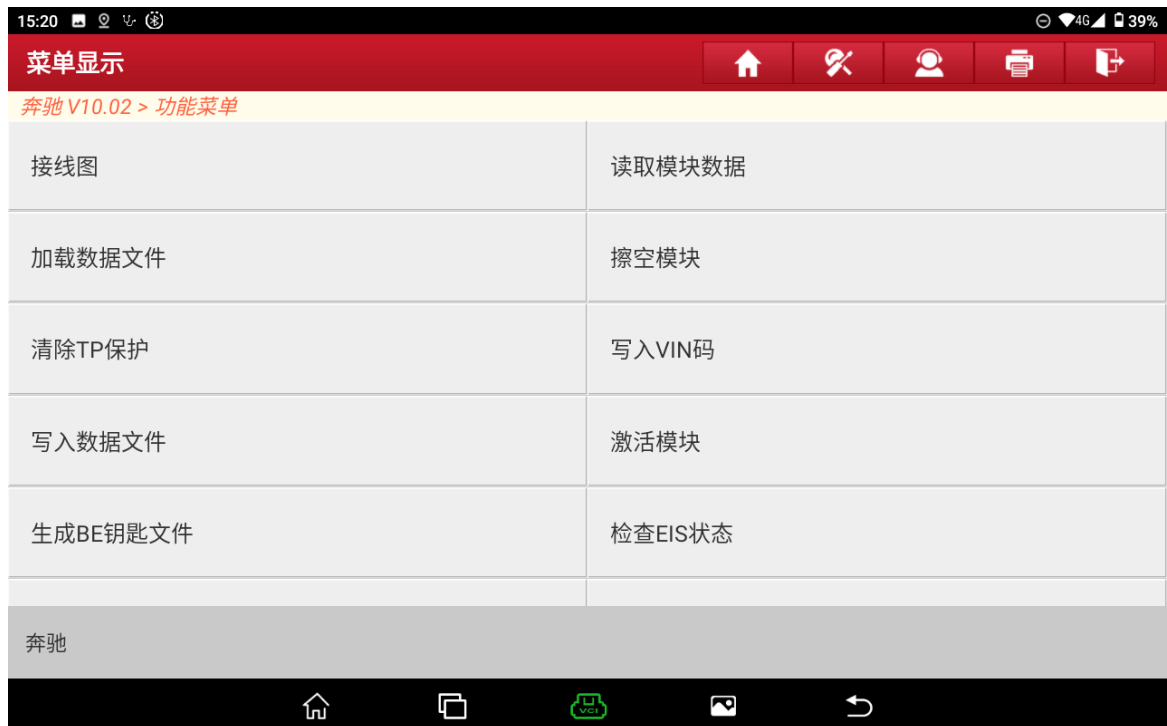 15:20 4G 39%
菜单显示
奔驰 V10.02 > 功能菜单
接线图 读取模块数据
加载数据文件 擦空模块
清除TP保护 写入VIN码
写入数据文件 激活模块
生成BE钥匙文件 检查EIS状态
奔驰
VCI